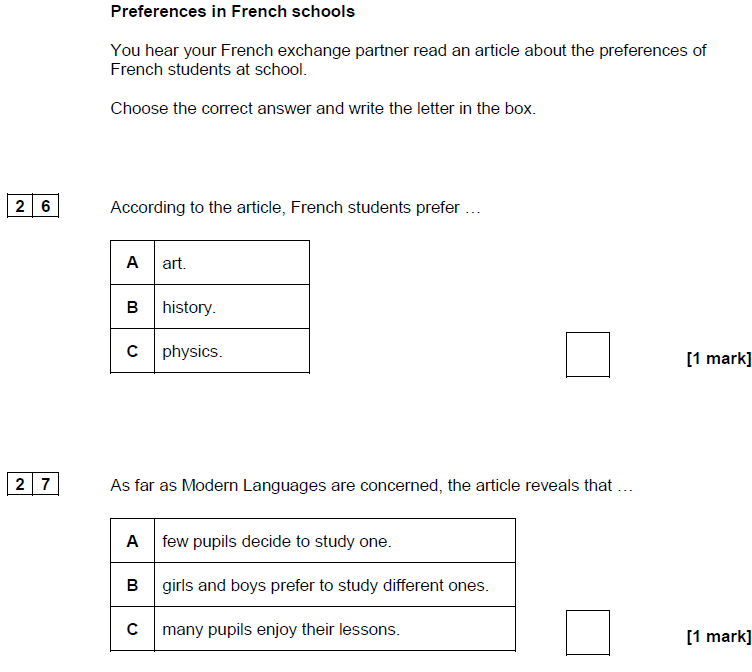 Preferences in French schools
You hear your French exchange partner read an article about the preferences of
French students at school.
Choose the correct answer and write the letter in the box.
2 6 According to the article, French students prefer …
A art.
B history.
C physics.
[1 mark]
2 7 As far as Modern Languages are concerned, the article reveals that …
A few pupils decide to study one.
B girls and boys prefer to study different ones.
C many pupils enjoy their lessons.
[1 mark]